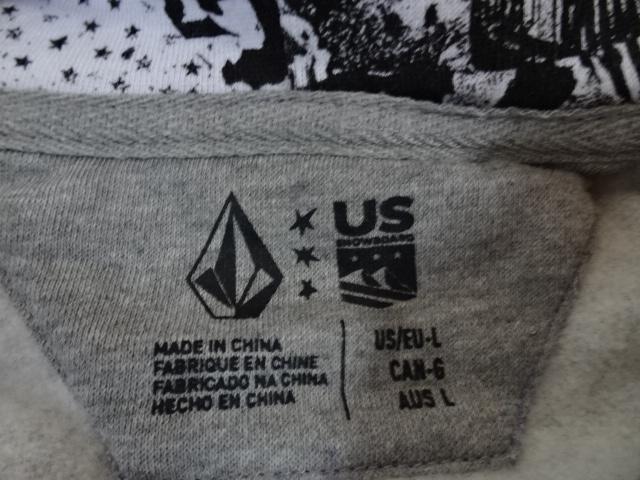 US
SNOWBOARD
MADE IN CHINA
FABRIQUE EN CHINE
FABRICADO NA CHINA
HECHO EN CHINA
US/EU-L
CAN-G
AUS L